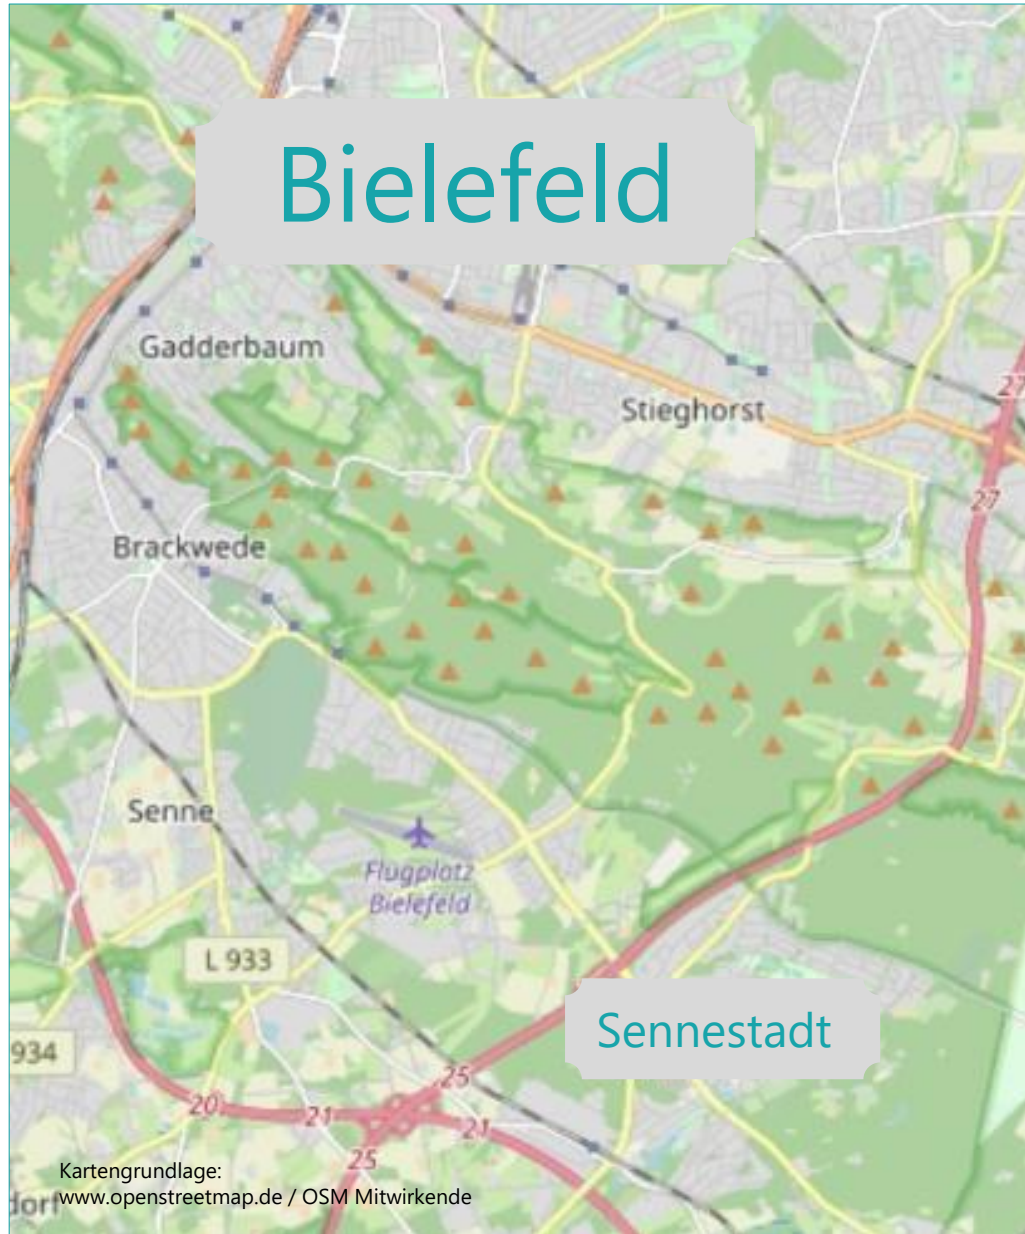 Bielefeld
Gadderbaum
27
Stieghorst
27
Brackwede
Senne
Flugplatz
Bielefeld
L 933
Sennestadt
934
25
20
21
21
25
Kartengrundlage:
www.openstreetmap.de / OSM Mitwirkende
dorf